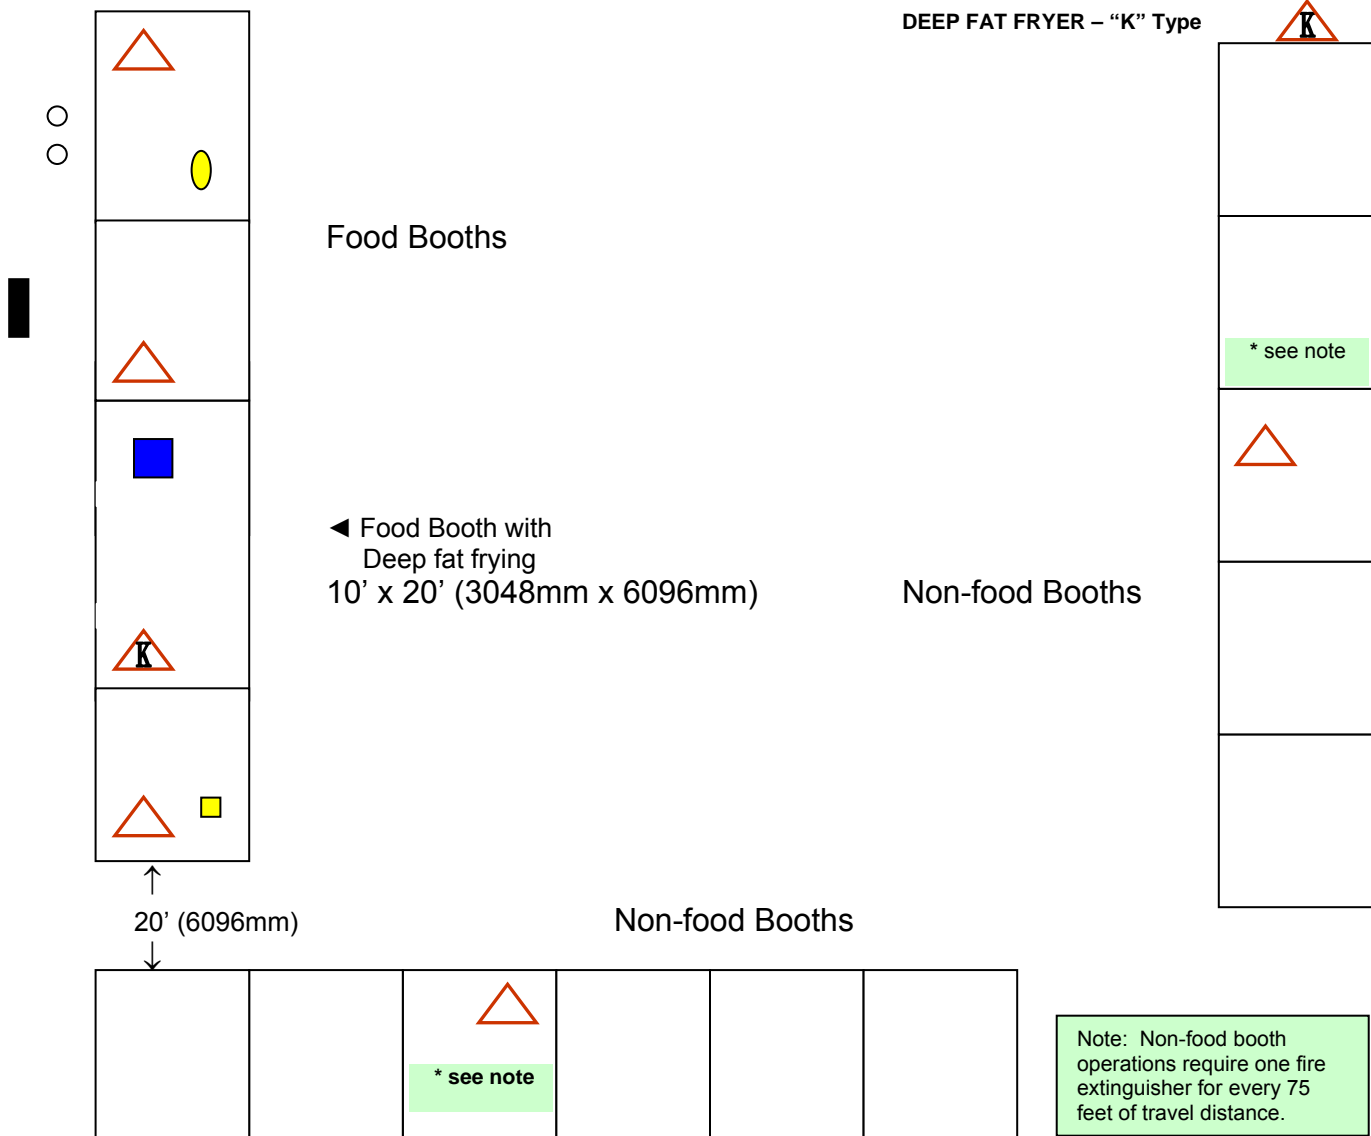 DEEP FAT FRYER – “K” Type
K
Food Booths
* see note
◄ Food Booth with
Deep fat frying
10’ x 20’ (3048mm x 6096mm)
Non-food Booths
K
20’ (6096mm)
Non-food Booths
* see note
Note: Non-food booth
operations require one fire
extinguisher for every 75
feet of travel distance.